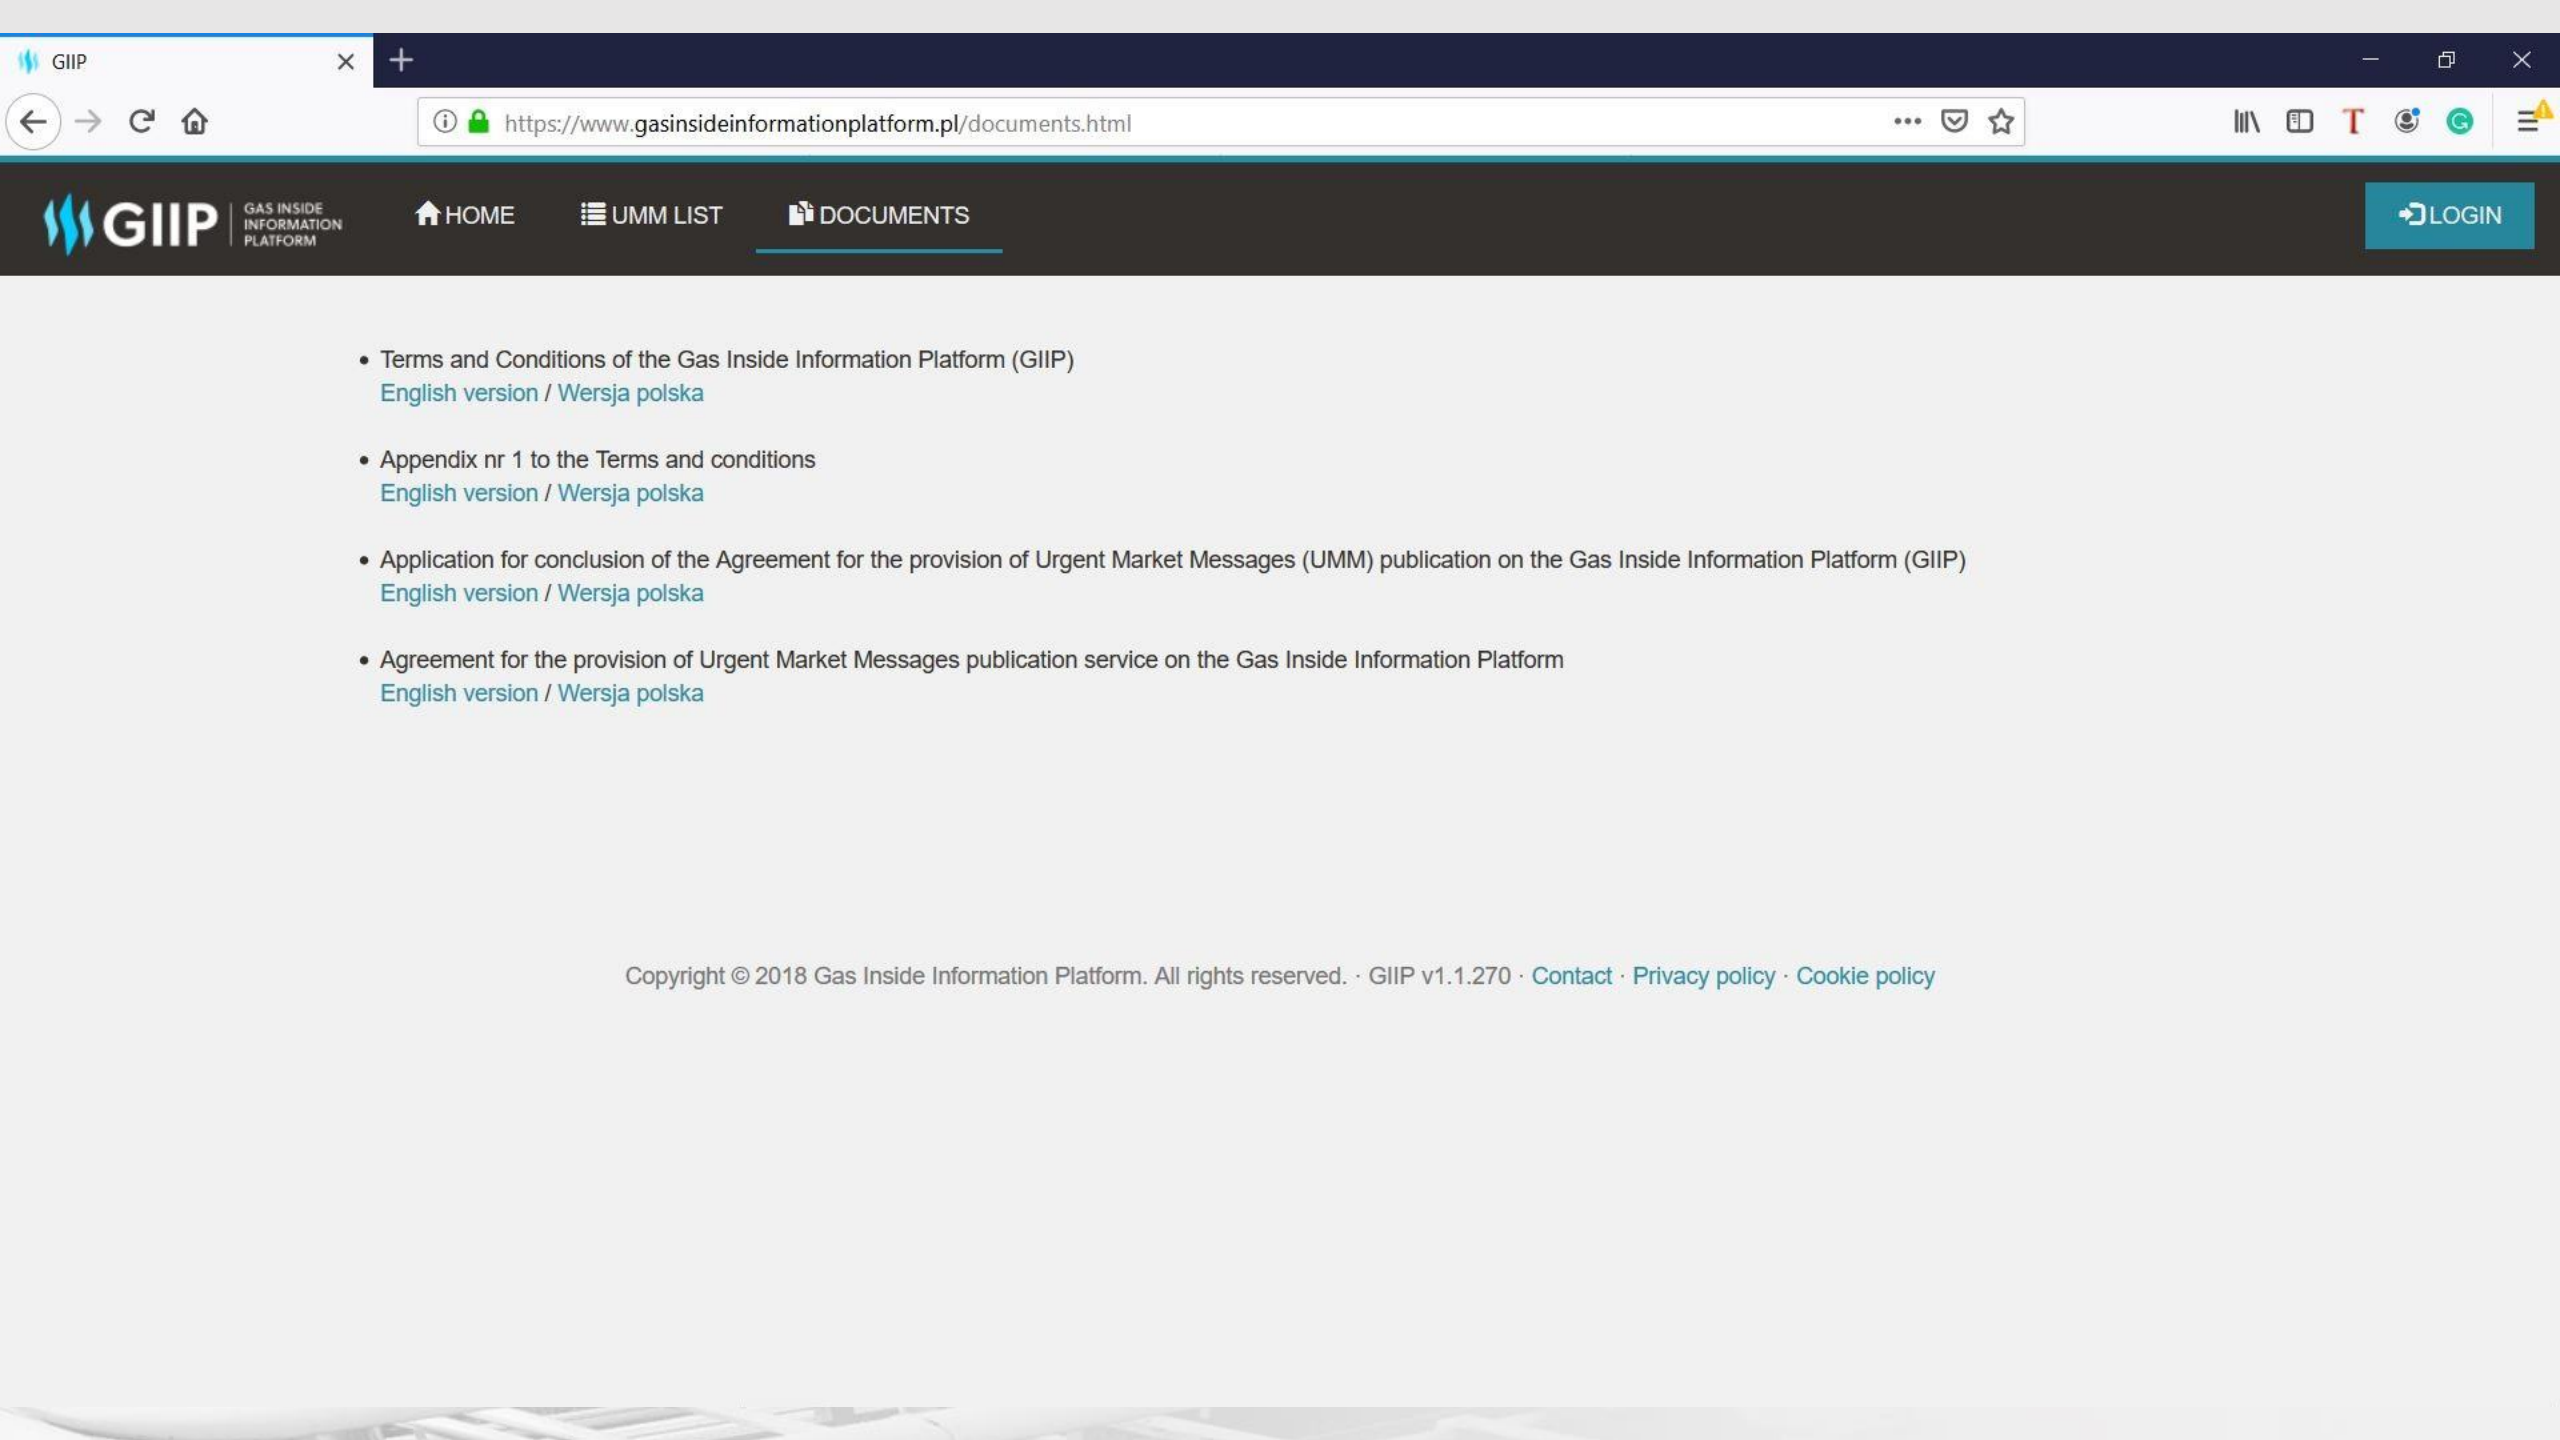 GIIP
https://www.gasinsideinformationplatform.pl/documents.html
GIIP GAS INSIDE
INFORMATION
PLATFORM
HOME UMM LIST DOCUMENTS LOGIN
• Terms and Conditions of the Gas Inside Information Platform (GIIP)
English version / Wersja polska
• Appendix nr 1 to the Terms and conditions
English version / Wersja polska
• Application for conclusion of the Agreement for the provision of Urgent Market Messages (UMM) publication on the Gas Inside Information Platform (GIIP)
English version / Wersja polska
• Agreement for the provision of Urgent Market Messages publication service on the Gas Inside Information Platform
English version / Wersja polska
Copyright © 2018 Gas Inside Information Platform. All rights reserved. · GIIP v1.1.270 · Contact · Privacy policy · Cookie policy